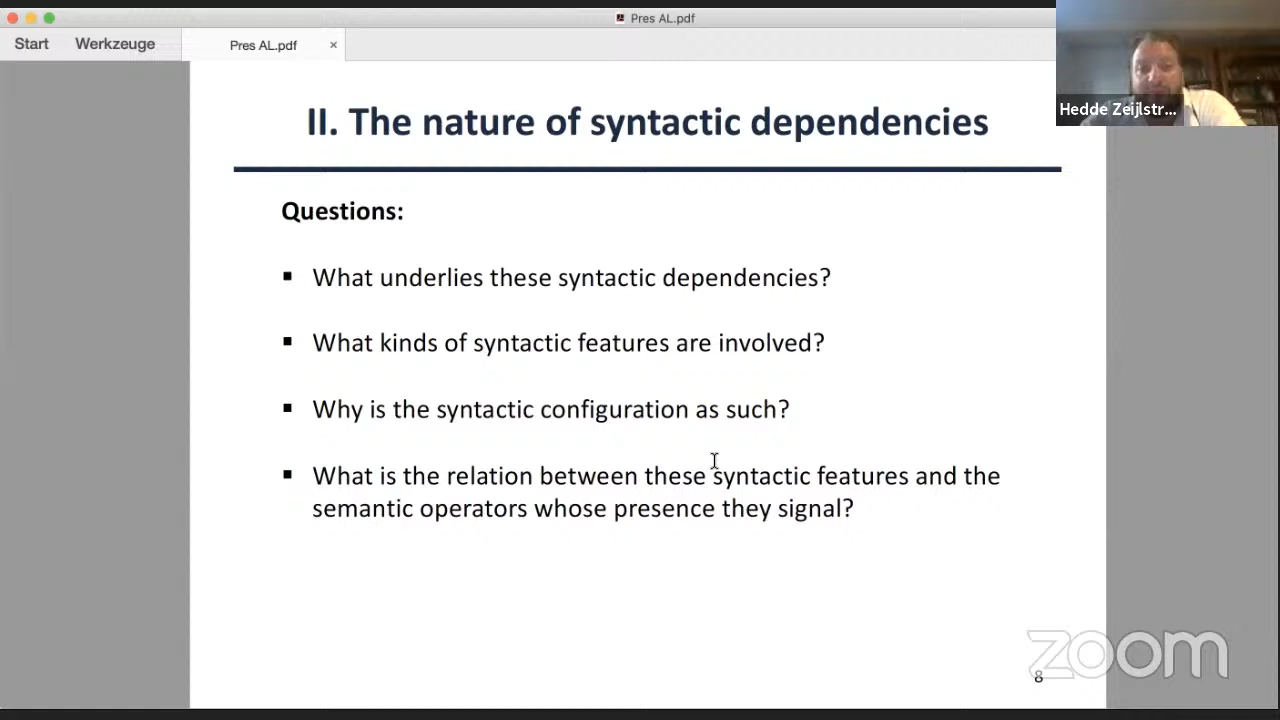 Pres AL.pdf
Start Werkzeuge Pres AL.pdf ×
Hedde Zeijlstr...
II. The nature of syntactic dependencies
Questions:
▪ What underlies these syntactic dependencies?
▪ What kinds of syntactic features are involved?
▪ Why is the syntactic configuration as such?
▪ What is the relation between these syntactic features and the
semantic operators whose presence they signal?
zoom
8